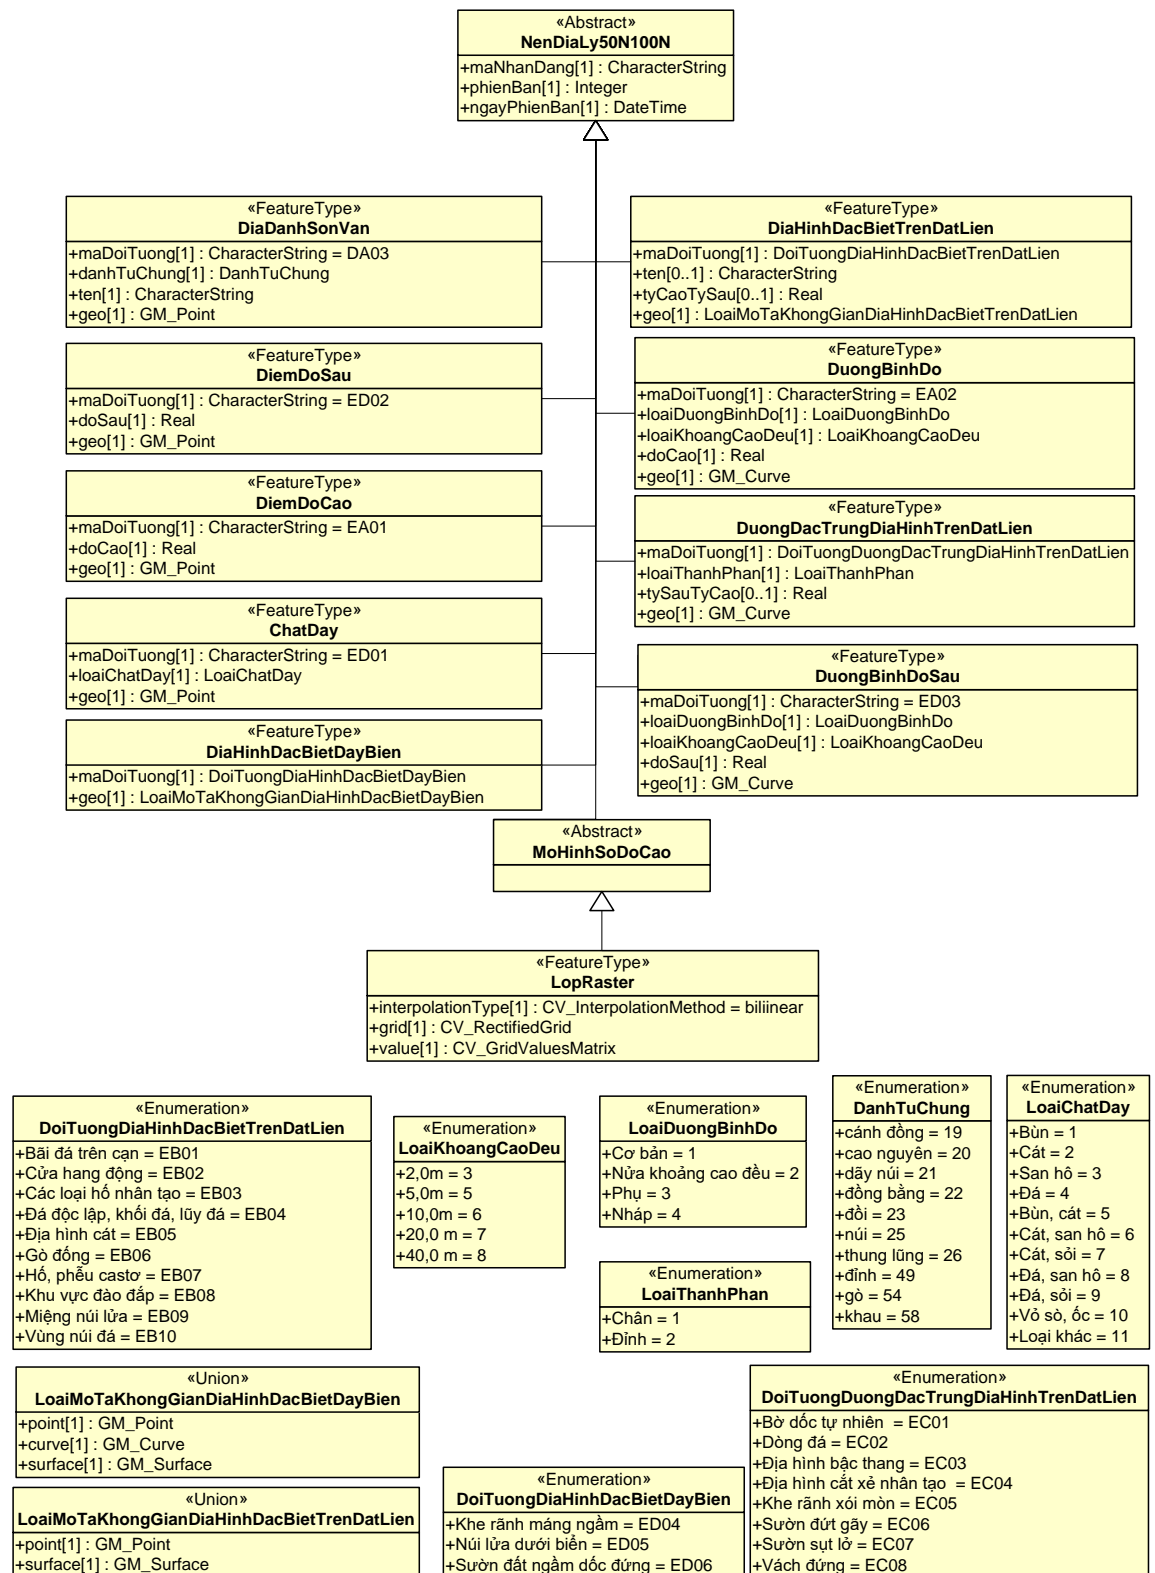 «Abstract»
NenDiaLy50N100N
+maNhanDang[1] : CharacterString
+phienBan[1] : Integer
+ngayPhienBan[1] : DateTime
«FeatureType»
DiaDanhSonVan
+maDoiTuong[1] : CharacterString = DA03
+danhTuChung[1] : DanhTuChung
+ten[1] : CharacterString
+geo[1] : GM_Point
«FeatureType»
DiaHinhDacBietTrenDatLien
+maDoiTuong[1] : DoiTuongDiaHinhDacBietTrenDatLien
+ten[0..1] : CharacterString
+tyCaoTySau[0..1] : Real
+geo[1] : LoaiMoTaKhongGianDiaHinhDacBietTrenDatLien
«FeatureType»
DiemDoSau
+maDoiTuong[1] : CharacterString = ED02
+doSau[1] : Real
+geo[1] : GM_Point
«FeatureType»
DuongBinhDo
+maDoiTuong[1] : CharacterString = EA02
+loaiDuongBinhDo[1] : LoaiDuongBinhDo
+loaiKhoangCaoDeu[1] : LoaiKhoangCaoDeu
+doCao[1] : Real
+geo[1] : GM_Curve
«FeatureType»
DiemDoCao
+maDoiTuong[1] : CharacterString = EA01
+doCao[1] : Real
+geo[1] : GM_Point
«FeatureType»
DuongDacTrungDiaHinhTrenDatLien
+maDoiTuong[1] : DoiTuongDuongDacTrungDiaHinhTrenDatLien
+loaiThanhPhan[1] : LoaiThanhPhan
+tySauTyCao[0..1] : Real
+geo[1] : GM_Curve
«FeatureType»
ChatDay
+maDoiTuong[1] : CharacterString = ED01
+loaiChatDay[1] : LoaiChatDay
+geo[1] : GM_Point
«FeatureType»
DuongBinhDoSau
+maDoiTuong[1] : CharacterString = ED03
+loaiDuongBinhDo[1] : LoaiDuongBinhDo
+loaiKhoangCaoDeu[1] : LoaiKhoangCaoDeu
+doSau[1] : Real
+geo[1] : GM_Curve
«FeatureType»
DiaHinhDacBietDayBien
+maDoiTuong[1] : DoiTuongDiaHinhDacBietDayBien
+geo[1] : LoaiMoTaKhongGianDiaHinhDacBietDayBien
«Abstract»
MoHinhSoDoCao
«FeatureType»
LopRaster
+interpolationType[1] : CV_InterpolationMethod = biliinear
+grid[1] : CV_RectifiedGrid
+value[1] : CV_GridValuesMatrix
«Enumeration»
DoiTuongDiaHinhDacBietTrenDatLien
+Bãi đá trên cạn = EB01
+Cửa hang động = EB02
+Các loại hố nhân tạo = EB03
+Đá độc lập, khối đá, lũy đá = EB04
+Địa hình cát = EB05
+Gò đống = EB06
+Hố, phễu castơ = EB07
+Khu vực đào đắp = EB08
+Miệng núi lửa = EB09
+Vùng núi đá = EB10
«Enumeration»
LoaiKhoangCaoDeu
+2,0m = 3
+5,0m = 5
+10,0m = 6
+20,0 m = 7
+40,0 m = 8
«Enumeration»
LoaiDuongBinhDo
+Cơ bản = 1
+Nửa khoảng cao đều = 2
+Phụ = 3
+Nháp = 4
«Enumeration»
LoaiThanhPhan
+Chân = 1
+Đỉnh = 2
«Enumeration»
DanhTuChung
+cánh đồng = 19
+cao nguyên = 20
+dãy núi = 21
+đồng bằng = 22
+đồi = 23
+núi = 25
+thung lũng = 26
+đỉnh = 49
+gò = 54
+khau = 58
«Enumeration»
LoaiChatDay
+Bùn = 1
+Cát = 2
+San hô = 3
+Đá = 4
+Bùn, cát = 5
+Cát, san hô = 6
+Cát, sỏi = 7
+Đá, san hô = 8
+Đá, sỏi = 9
+Vỏ sò, ốc = 10
+Loại khác = 11
«Union»
LoaiMoTaKhongGianDiaHinhDacBietDayBien
+point[1] : GM_Point
+curve[1] : GM_Curve
+surface[1] : GM_Surface
«Union»
LoaiMoTaKhongGianDiaHinhDacBietTrenDatLien
+point[1] : GM_Point
+surface[1] : GM_Surface
«Enumeration»
DoiTuongDiaHinhDacBietDayBien
+Khe rãnh máng ngầm = ED04
+Núi lửa dưới biển = ED05
+Sườn đất ngầm dốc đứng = ED06
«Enumeration»
DoiTuongDuongDacTrungDiaHinhTrenDatLien
+Bờ dốc tự nhiên  = EC01
+Dòng đá = EC02
+Địa hình bậc thang = EC03
+Địa hình cắt xẻ nhân tạo  = EC04
+Khe rãnh xói mòn = EC05
+Sườn đứt gãy = EC06
+Sườn sụt lở = EC07
+Vách đứng = EC08